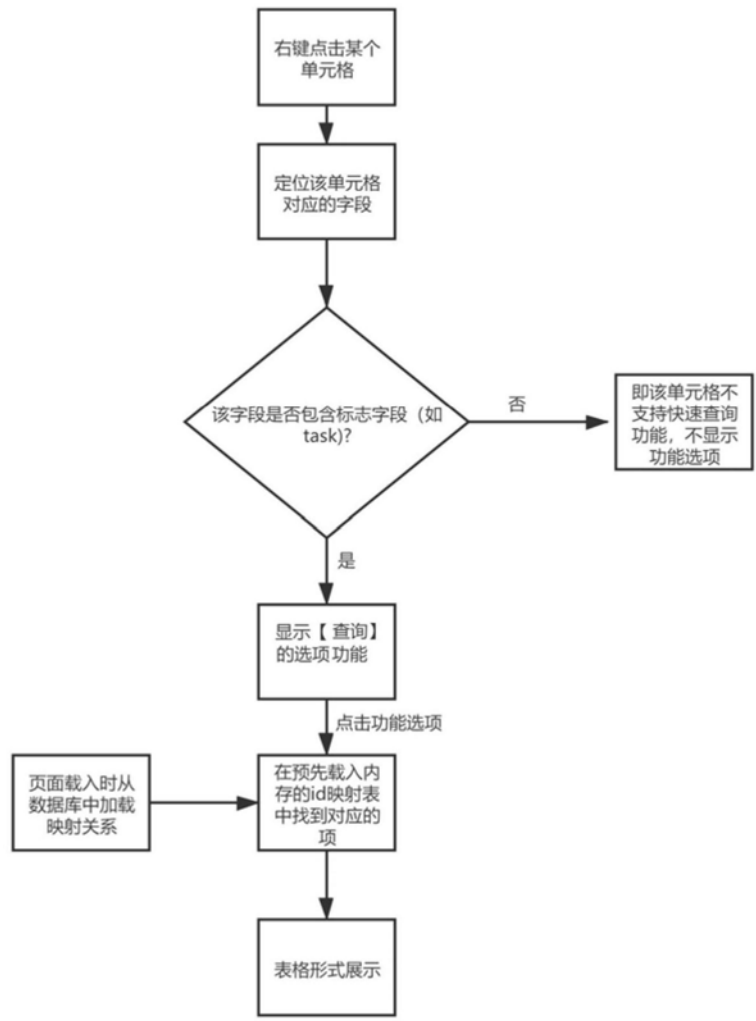 右键点击某个
单元格
定位该单元格
对应的字段
该字段是否包含标志字段（如
task)?
否
即该单元格不
支持快速查询
功能，不显示
功能选项
是
显示【 查询】
的选项功能
点击功能选项
页面载入时从
数据库中加载
映射关系
在预先载入内
存的id映射表
中找到对应的
项
表格形式展示